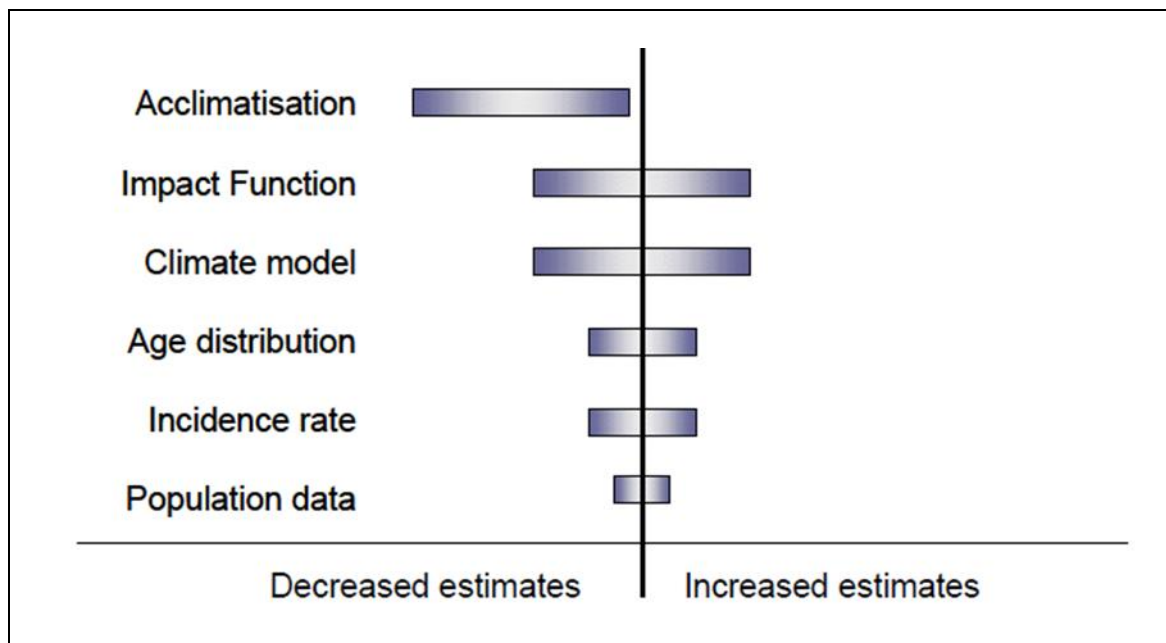 Acclimatisation
Impact Function
Climate model
Age distribution
Incidence rate
Population data
Decreased estimates
Increased estimates